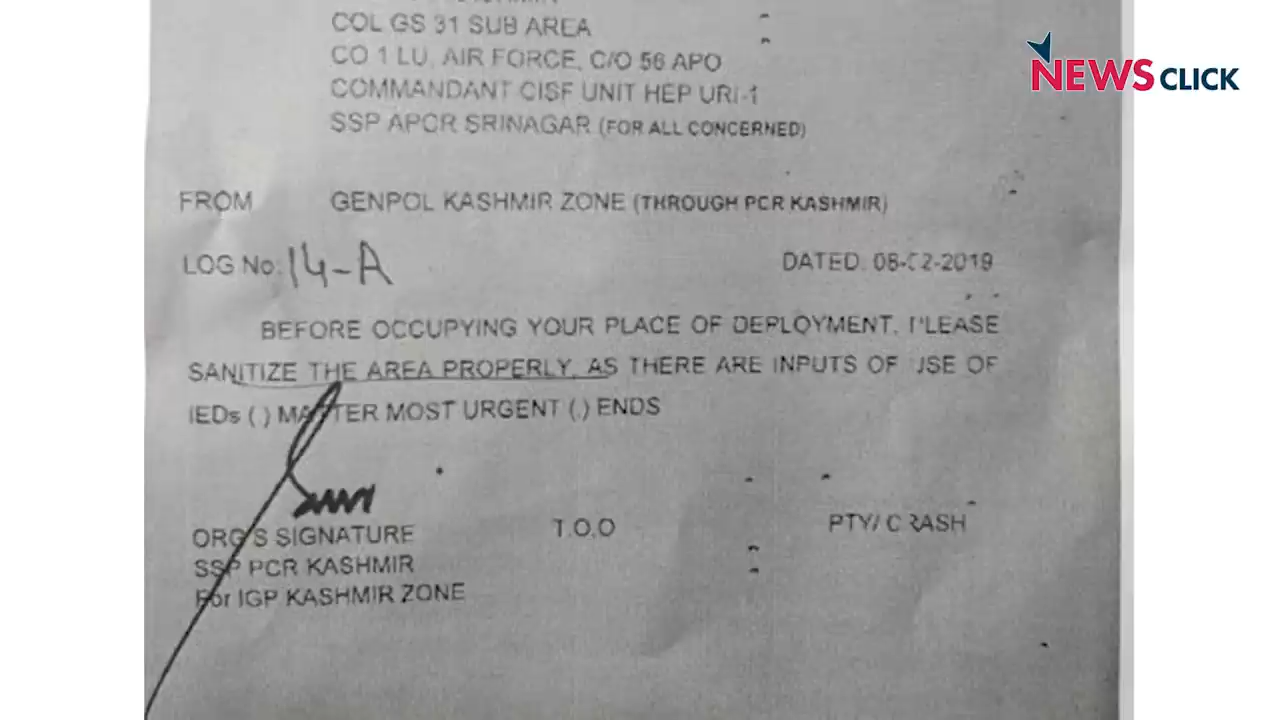 COL GS 31 SUB AREA
CO 1 LU, AIR FORCE, C/O 56 APO
COMMANDANT CISF UNIT HEP URI-1
SSP APCR SRINAGAR (FOR ALL CONCERNED)
NEWSCLICK
FROM GENPOL KASHMIR ZONE (THROUGH PCR KASHMIR)
LOG No. 14-A DATED 08-02-2019
BEFORE OCCUPYING YOUR PLACE OF DEPLOYMENT, PLEASE
SANITIZE THE AREA PROPERLY, AS THERE ARE INPUTS OF USE OF
IEDs (.) MATTER MOST URGENT (.) ENDS
ORG'S SIGNATURE T.O.O PTY/ CRASH
SSP PCR KASHMIR
For IGP KASHMIR ZONE